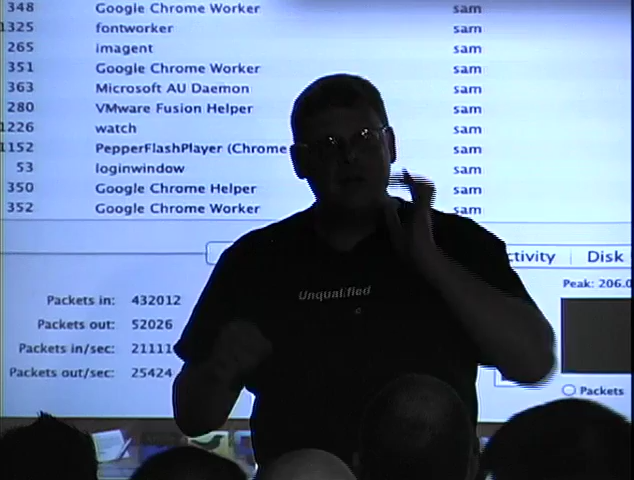 348 Google Chrome Worker sam
1325 fontworker sam
265 imagent sam
351 Google Chrome Worker sam
363 Microsoft AU Daemon sam
280 VMware Fusion Helper sam
1226 watch sam
1152 PepperFlashPlayer (Chrome sam
53 loginwindow sam
350 Google Chrome Helper sam
352 Google Chrome Worker sam
ctivity Disk
Packets in: 432012 Peak: 206.0
Packets out: 52026
Packets in/sec: 21111
Packets out/sec: 25424
Packets
Unqualified